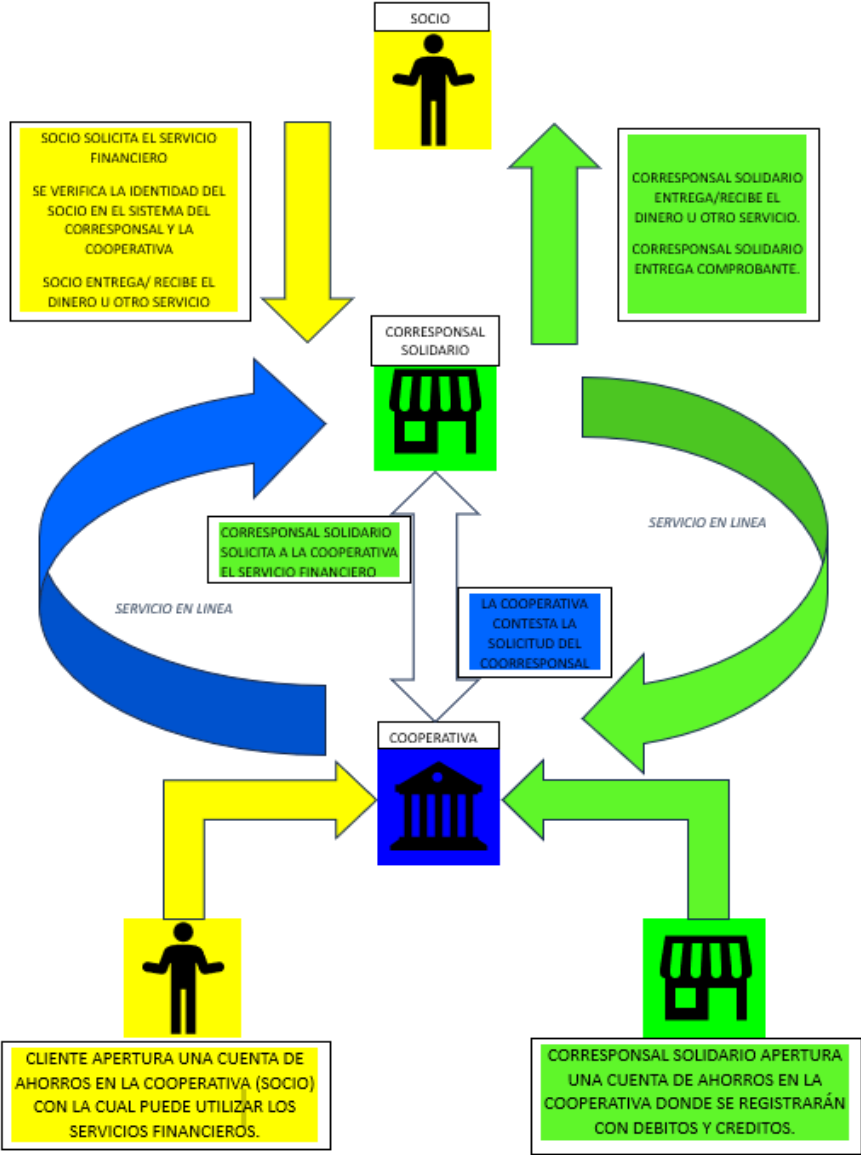 SOCIO
SOCIO SOLICITA EL SERVICIO
FINANCIERO
SE VERIFICA LA IDENTIDAD DEL
SOCIO EN EL SISTEMA DEL
CORRESPONSAL Y LA
COOPERATIVA
SOCIO ENTREGA/ RECIBE EL
DINERO U OTRO SERVICIO
CORRESPONSAL SOLIDARIO
ENTREGA/RECIBE EL
DINERO U OTRO SERVICIO.
CORRESPONSAL SOLIDARIO
ENTREGA COMPROBANTE.
CORRESPONSAL
SOLIDARIO
CORRESPONSAL SOLIDARIO
SOLICITA A LA COOPERATIVA
EL SERVICIO FINANCIERO
SERVICIO EN LINEA
SERVICIO EN LINEA
LA COOPERATIVA
CONTESTA LA
SOLICITUD DEL
COORRESPONSAL
COOPERATIVA
CLIENTE APERTURA UNA CUENTA DE
AHORROS EN LA COOPERATIVA (SOCIO)
CON LA CUAL PUEDE UTILIZAR LOS
SERVICIOS FINANCIEROS.
CORRESPONSAL SOLIDARIO APERTURA
UNA CUENTA DE AHORROS EN LA
COOPERATIVA DONDE SE REGISTRARÁN
CON DEBITOS Y CREDITOS.